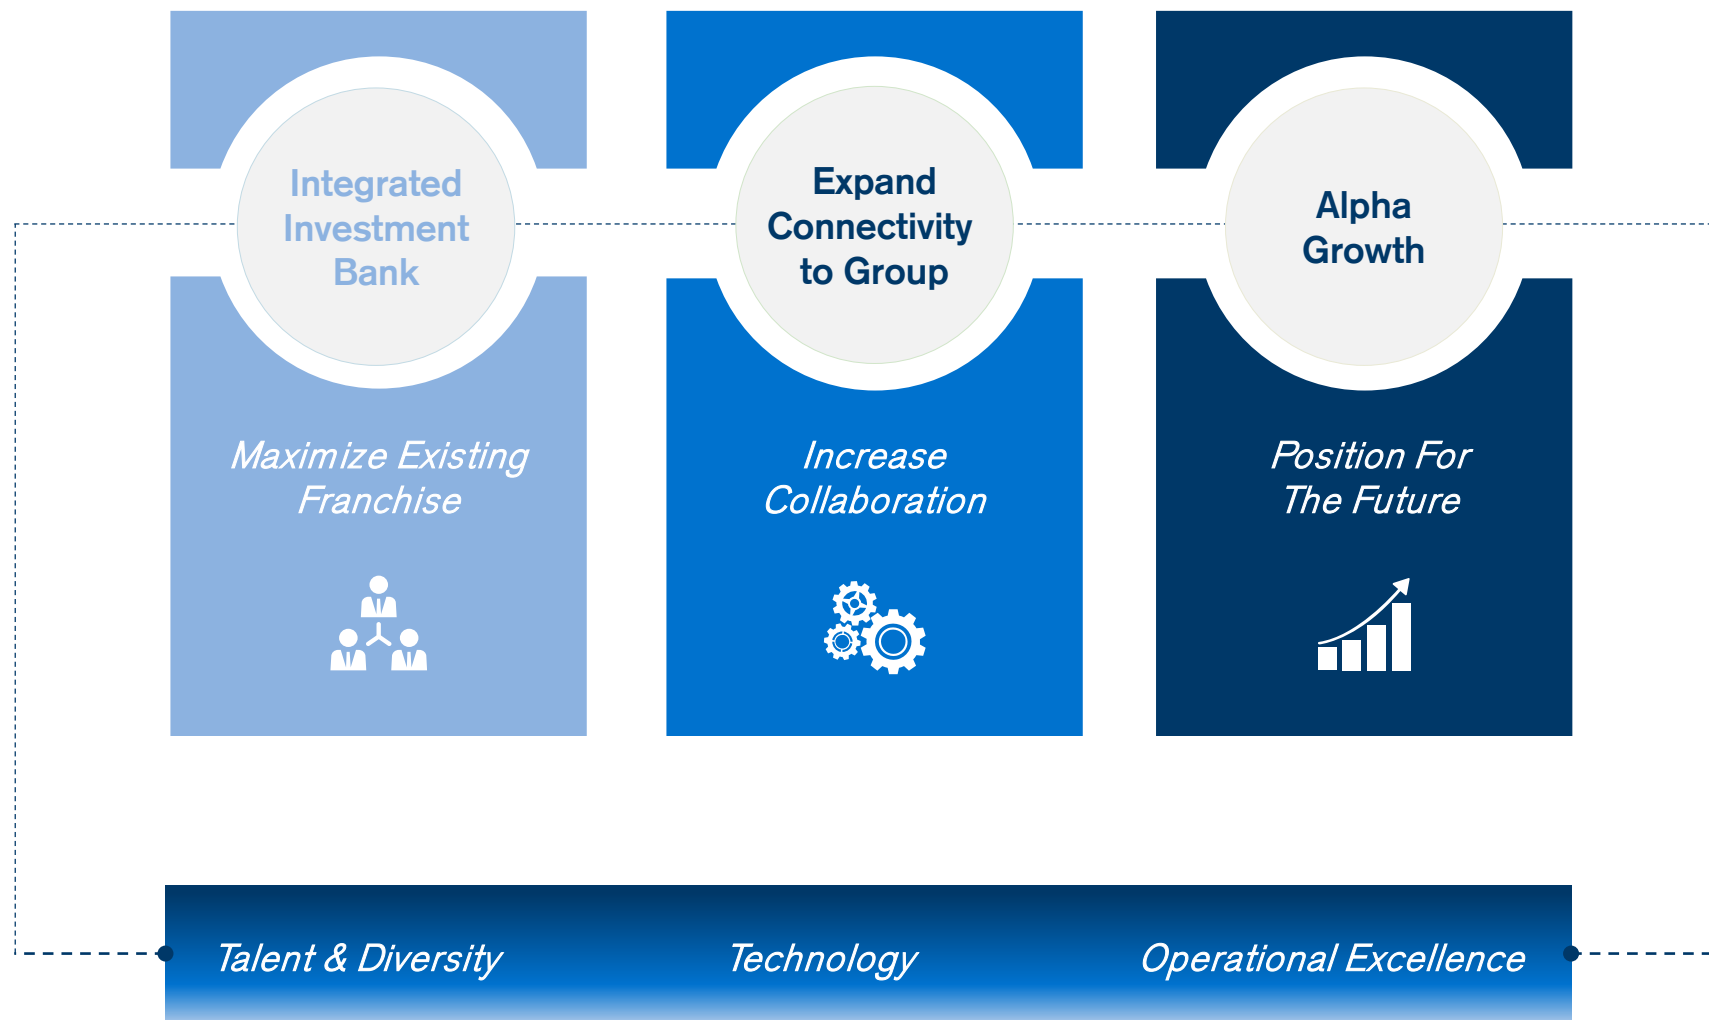 Integrated
Investment
Bank
Maximize Existing
Franchise
Expand
Connectivity
to Group
Increase
Collaboration
Alpha
Growth
Position For
The Future
Talent & Diversity
Technology
Operational Excellence